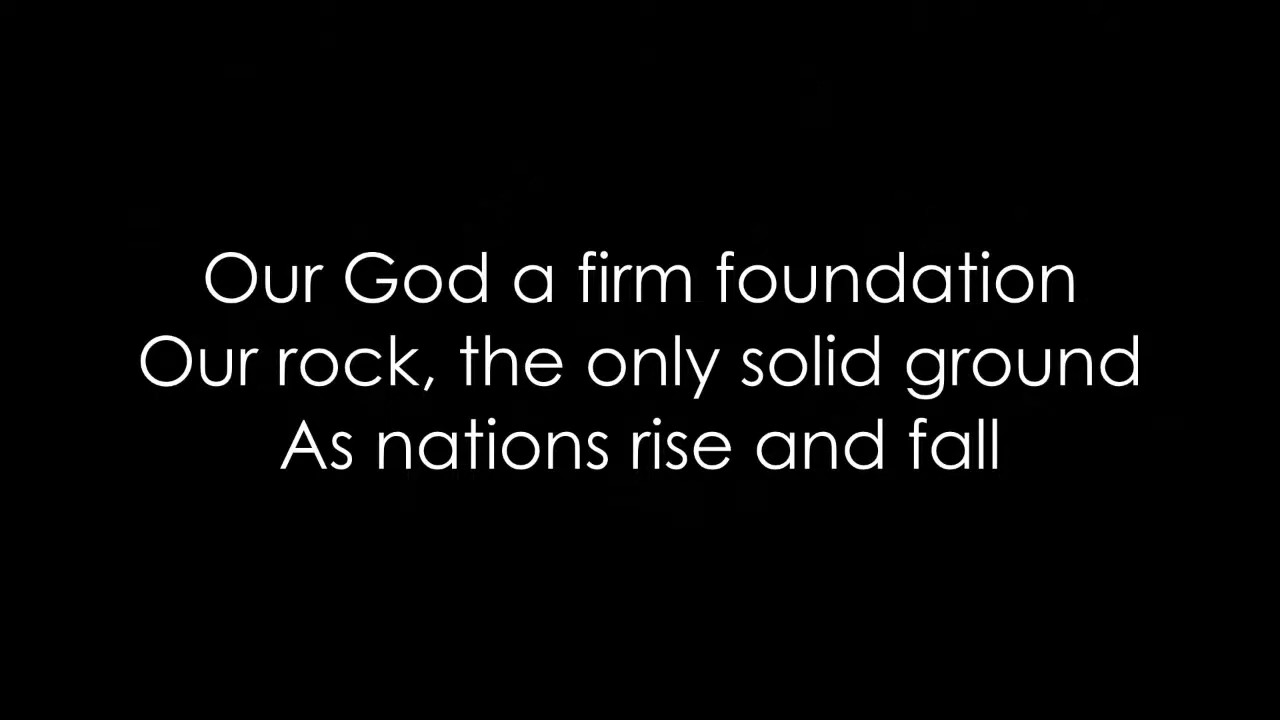 Our God a firm foundation
Our rock, the only solid ground
As nations rise and fall